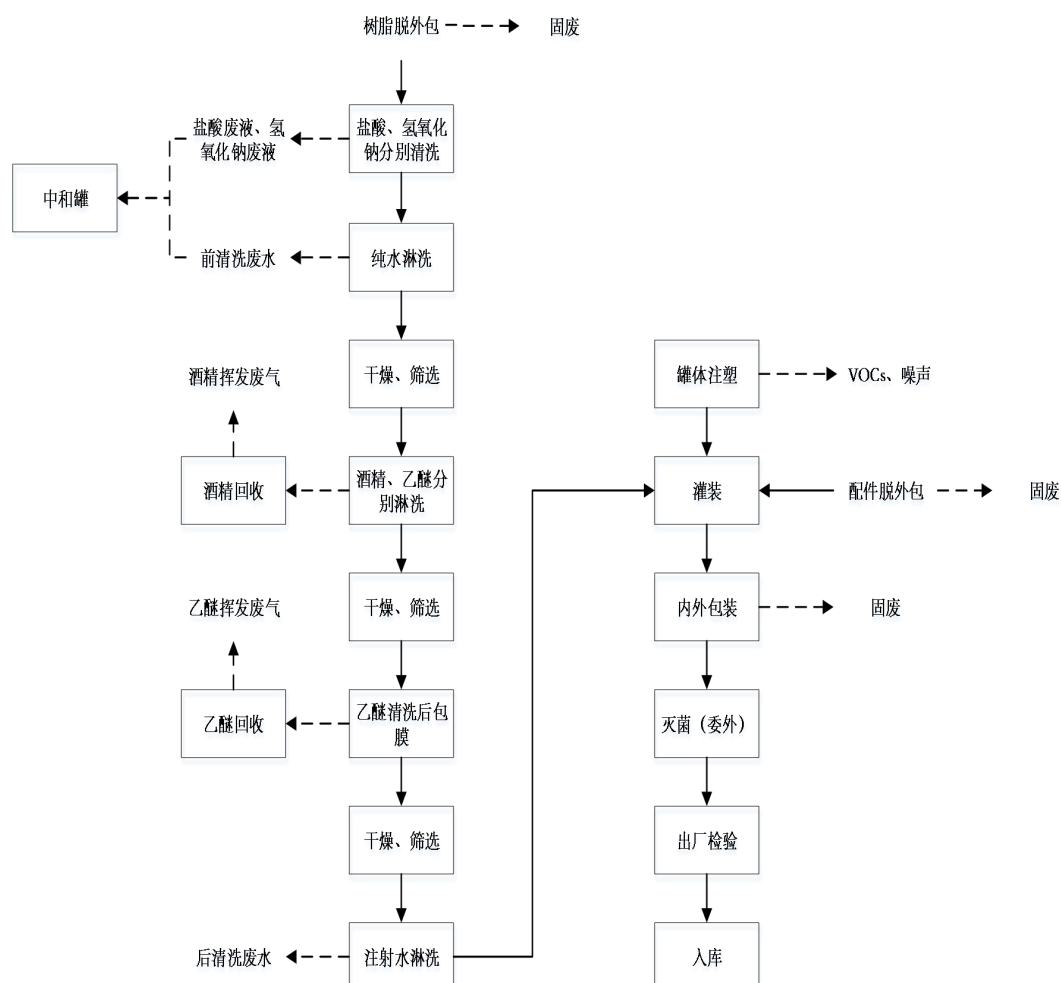 树脂脱外包
固废
盐酸废液、氢
氧化钠废液
盐酸、氢氧化
钠分别清洗
中和罐
前清洗废水
纯水淋洗
酒精挥发废气
干燥、筛选
罐体注塑
VOCs、噪声
酒精回收
酒精、乙醚分
别淋洗
灌装
配件脱外包
固废
乙醚挥发废气
干燥、筛选
内外包装
固废
乙醚回收
乙醚清洗后包
膜
灭菌（委外）
干燥、筛选
出厂检验
后清洗废水
注射水淋洗
入库